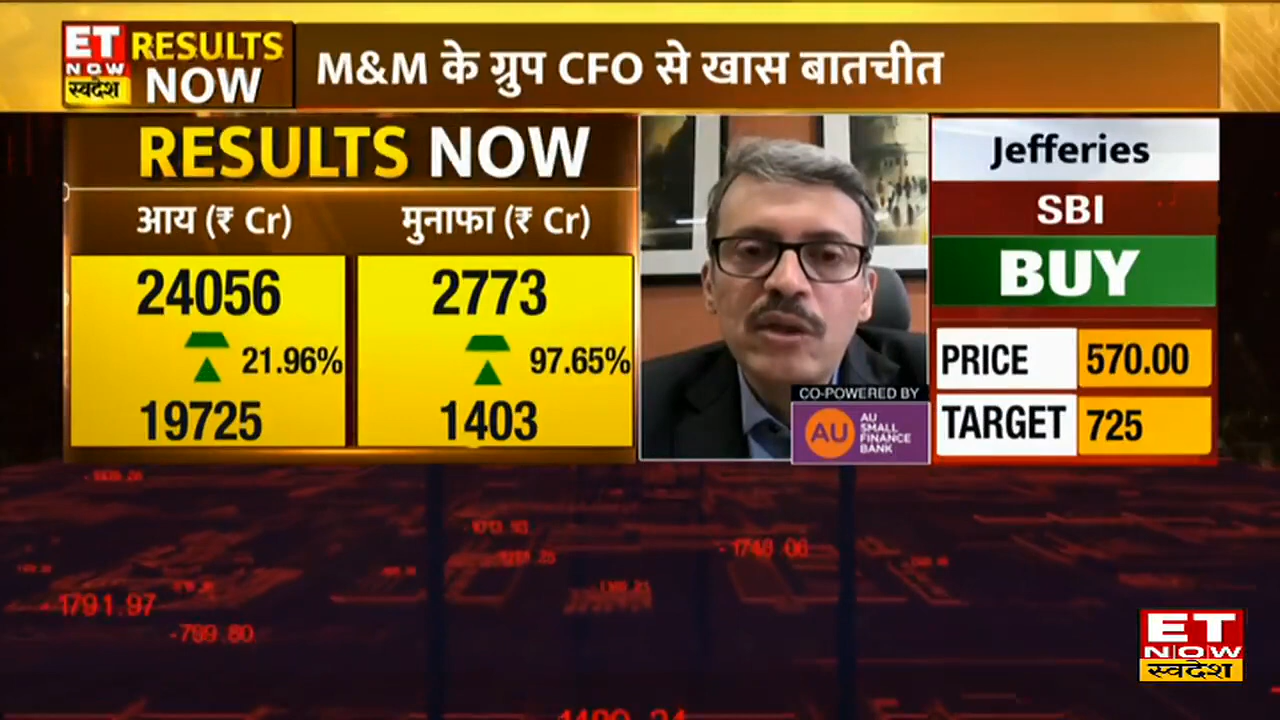 ET
NOW
स्वदेश
RESULTS
NOW
M&M के ग्रुप CFO से खास बातचीत
RESULTS NOW
आय (₹ Cr)
मुनाफा (₹ Cr)
24056
21.96%
19725
2773
97.65%
1403
CO-POWERED BY
AU
AU
SMALL
FINANCE
BANK
Jefferies
SBI
BUY
PRICE
570.00
TARGET
725
-1748.06
-1791.97
-799.80
ET
NOW
स्वदेश